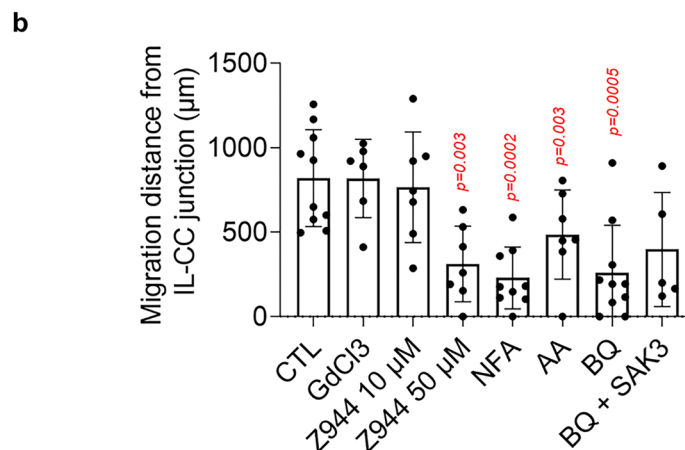 b
Migration distance from
IL-CC junction (µm)
1500
1000
500
0
p=0.003
p=0.0002
p=0.003
p=0.0005
CTL
GdCl3
Z944 10 µM
Z944 50 µM
NFA
AA
BQ
BQ + SAK3